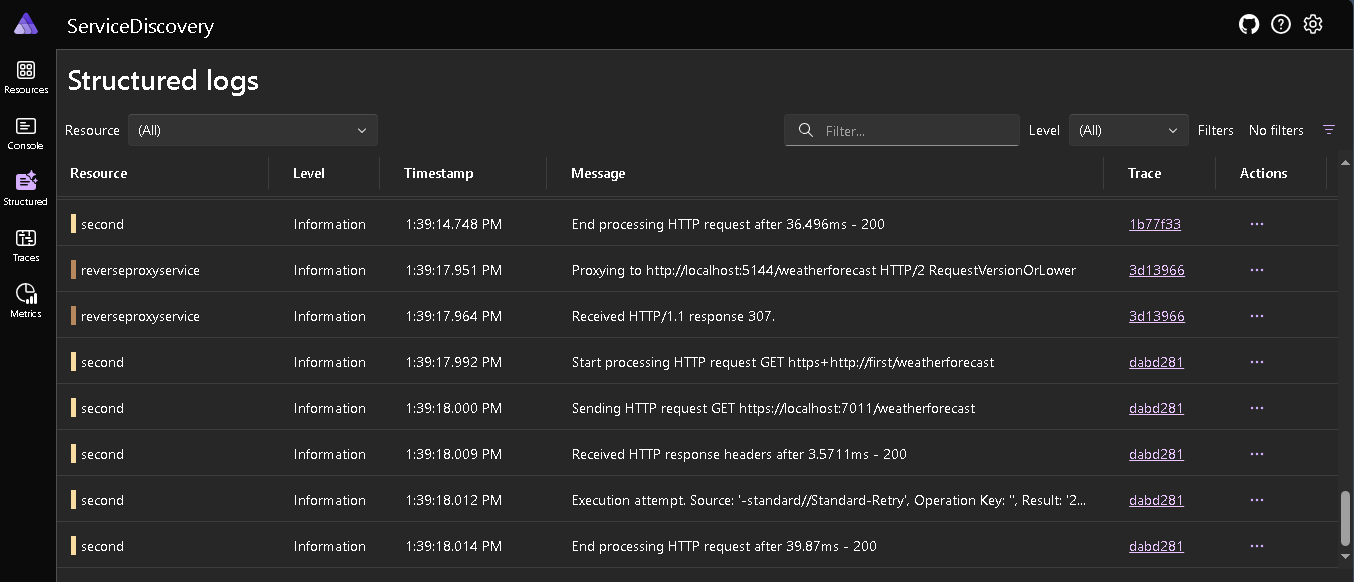 ServiceDiscovery
Resources
Console
Structured
Traces
Metrics
Structured logs
Resource (All) Filter... Level (All) Filters No filters
Resource Level Timestamp Message Trace Actions
second Information 1:39:14.748 PM End processing HTTP request after 36.496ms - 200 1b77f33 ...
reverseproxyservice Information 1:39:17.951 PM Proxying to http://localhost:5144/weatherforecast HTTP/2 RequestVersionOrLower 3d13966 ...
reverseproxyservice Information 1:39:17.964 PM Received HTTP/1.1 response 307. 3d13966 ...
second Information 1:39:17.992 PM Start processing HTTP request GET https+http://first/weatherforecast dabd281 ...
second Information 1:39:18.000 PM Sending HTTP request GET https://localhost:7011/weatherforecast dabd281 ...
second Information 1:39:18.009 PM Received HTTP response headers after 3.5711ms - 200 dabd281 ...
second Information 1:39:18.012 PM Execution attempt. Source: '-standard//Standard-Retry', Operation Key: '', Result: '2... dabd281 ...
second Information 1:39:18.014 PM End processing HTTP request after 39.87ms - 200 dabd281 ...